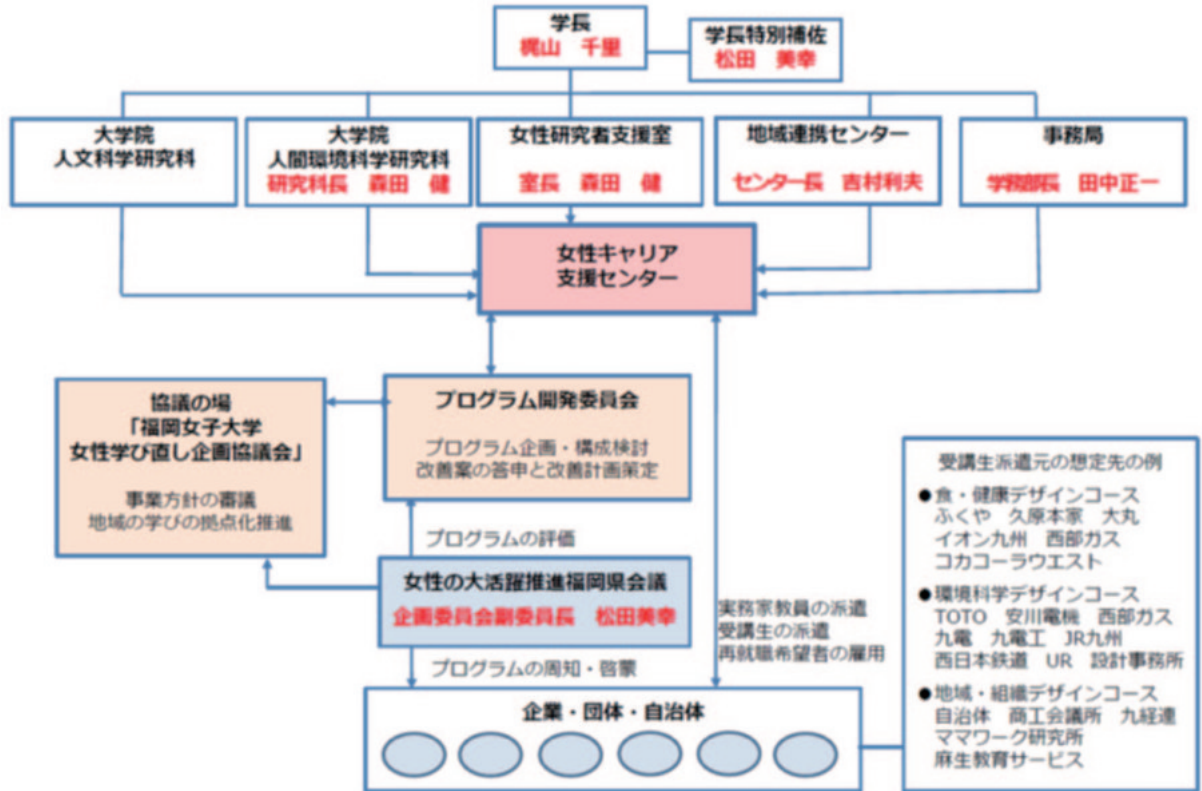 学長
梶山　千里
学長特別補佐
松田　美幸
大学院
人文科学研究科
大学院
人間環境科学研究科
研究科長　森田　健
女性研究者支援室
室長　森田　健
地域連携センター
センター長　吉村利夫
事務局
学務部長　田中正一
女性キャリア
支援センター
協議の場
「福岡女子大学
女性学び直し企画協議会」
事業方針の審議
地域の学びの拠点化推進
プログラム開発委員会
プログラム企画・構成検討
改善案の答申と改善計画策定
プログラムの評価
女性の大活躍推進福岡県会議
企画委員会副委員長　松田美幸
プログラムの周知・啓蒙
実務家教員の派遣
受講生の派遣
再就職希望者の雇用
企業・団体・自治体
受講生派遣元の想定先の例
●食・健康デザインコース
ふくや　久原本家　大丸
イオン九州　西部ガス
コカコーラウエスト
●環境科学デザインコース
TOTO　安川電機　西部ガス
九電　九電工　JR九州
西日本鉄道　UR　設計事務所
●地域・組織デザインコース
自治体　商工会議所　九経連
ママワーク研究所
麻生教育サービス